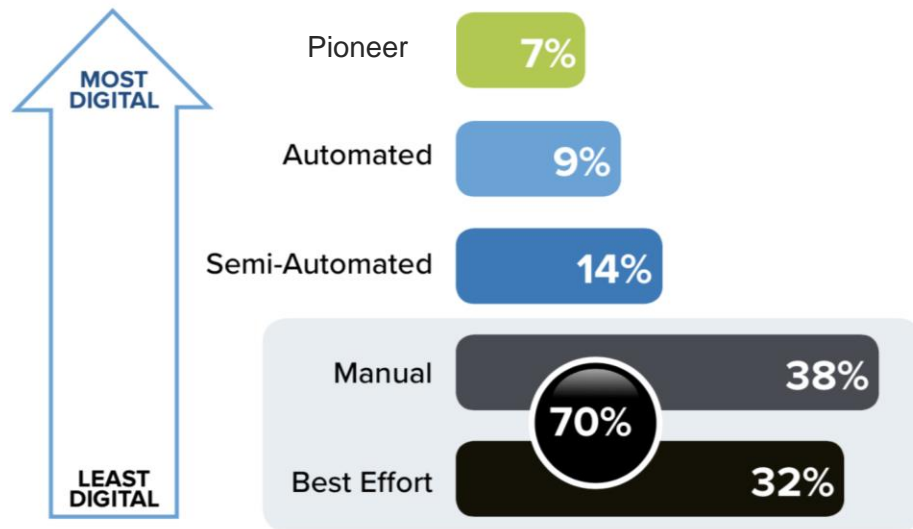 MOST
DIGITAL
Pioneer
7%
Automated
9%
Semi-Automated
14%
Manual
38%
70%
Best Effort
32%
LEAST
DIGITAL